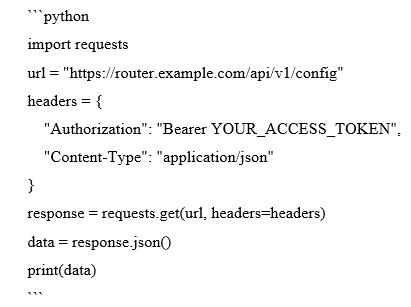 ```python
import requests
url = "https://router.example.com/api/v1/config"
headers = {
    "Authorization": "Bearer YOUR_ACCESS_TOKEN",
    "Content-Type": "application/json"
}
response = requests.get(url, headers=headers)
data = response.json()
print(data)
```